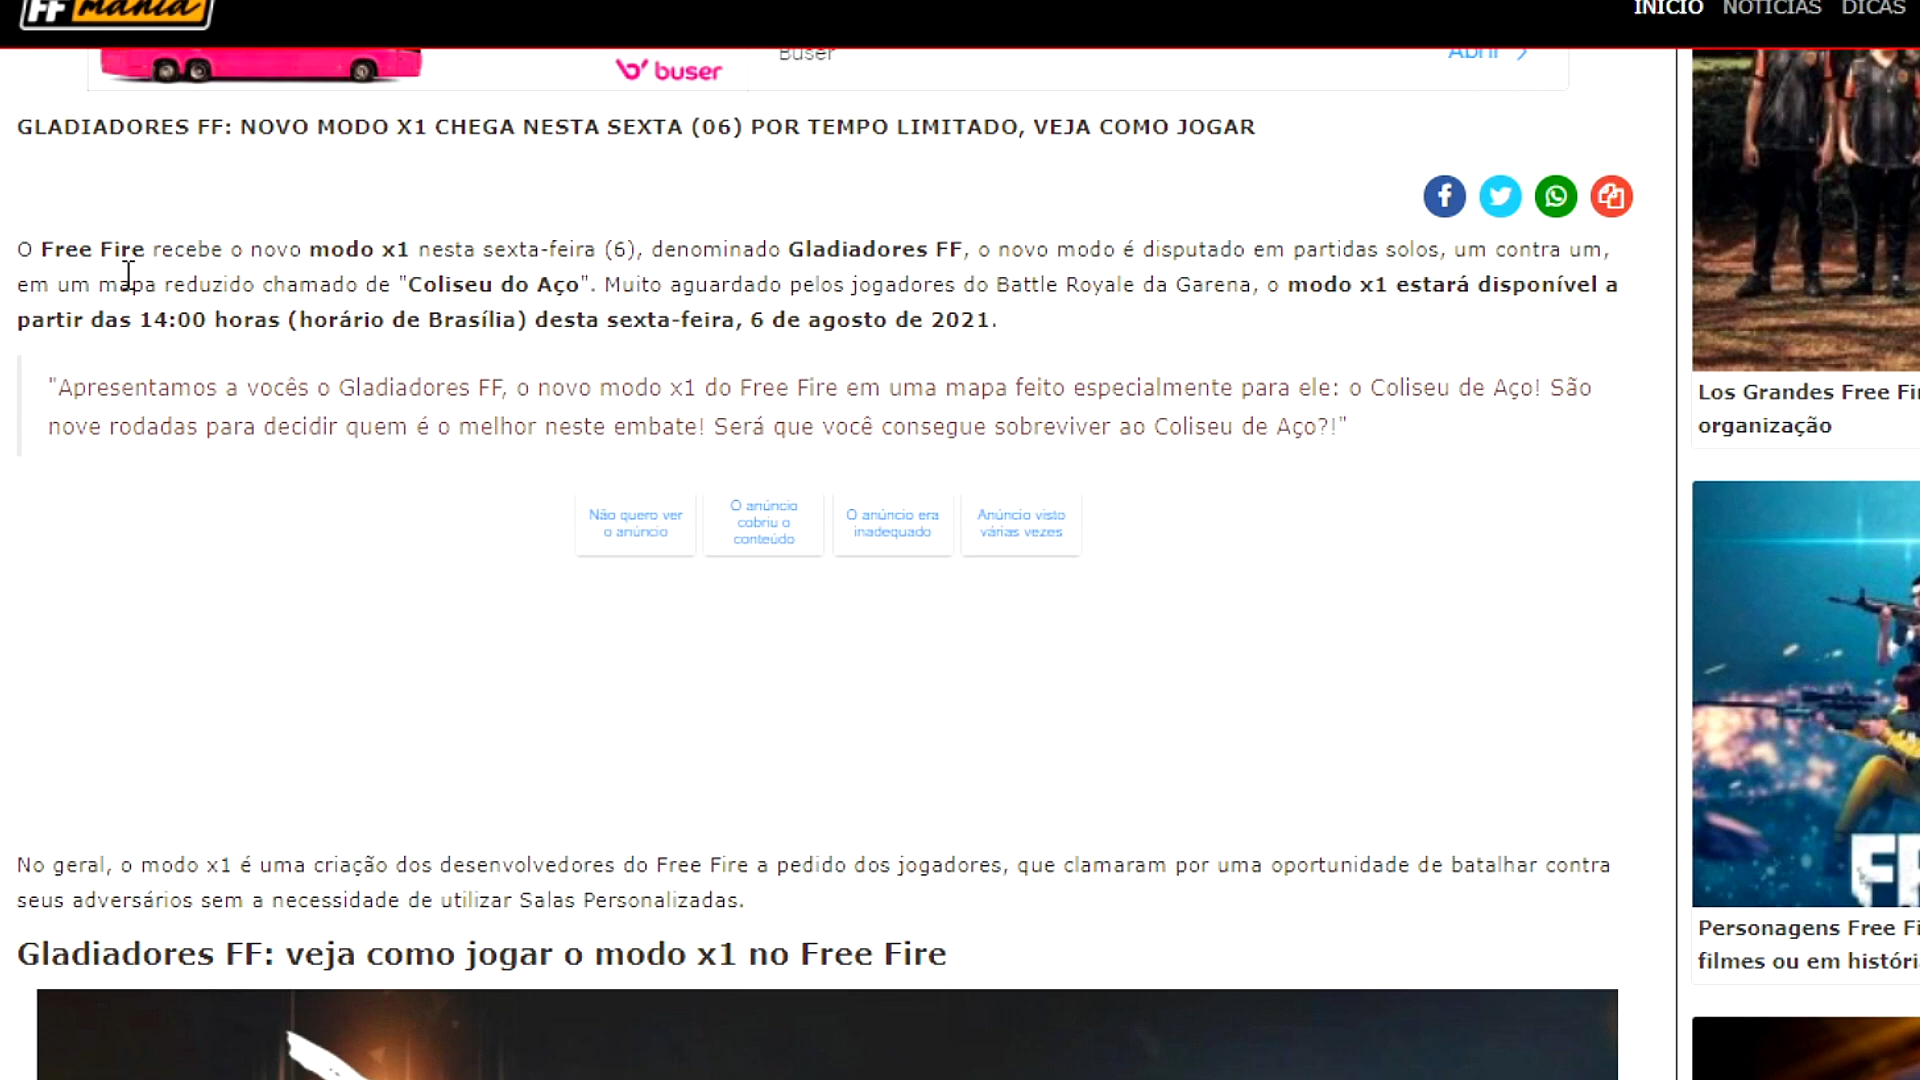 FF mania
INICIO NOTICIAS DICAS
buser
Buser
Abrir
GLADIADORES FF: NOVO MODO X1 CHEGA NESTA SEXTA (06) POR TEMPO LIMITADO, VEJA COMO JOGAR
O Free Fire recebe o novo modo x1 nesta sexta-feira (6), denominado Gladiadores FF, o novo modo é disputado em partidas solos, um contra um,
em um mapa reduzido chamado de "Coliseu do Aço". Muito aguardado pelos jogadores do Battle Royale da Garena, o modo x1 estará disponível a
partir das 14:00 horas (horário de Brasília) desta sexta-feira, 6 de agosto de 2021.
"Apresentamos a vocês o Gladiadores FF, o novo modo x1 do Free Fire em uma mapa feito especialmente para ele: o Coliseu de Aço! São
nove rodadas para decidir quem é o melhor neste embate! Será que você consegue sobreviver ao Coliseu de Aço?!"
Não quero ver
o anúncio
O anúncio
cobriu o
conteúdo
O anúncio era
inadequado
Anúncio visto
várias vezes
No geral, o modo x1 é uma criação dos desenvolvedores do Free Fire a pedido dos jogadores, que clamaram por uma oportunidade de batalhar contra
seus adversários sem a necessidade de utilizar Salas Personalizadas.
Gladiadores FF: veja como jogar o modo x1 no Free Fire
Los Grandes Free Fi
organização
Personagens Free Fi
filmes ou em históri